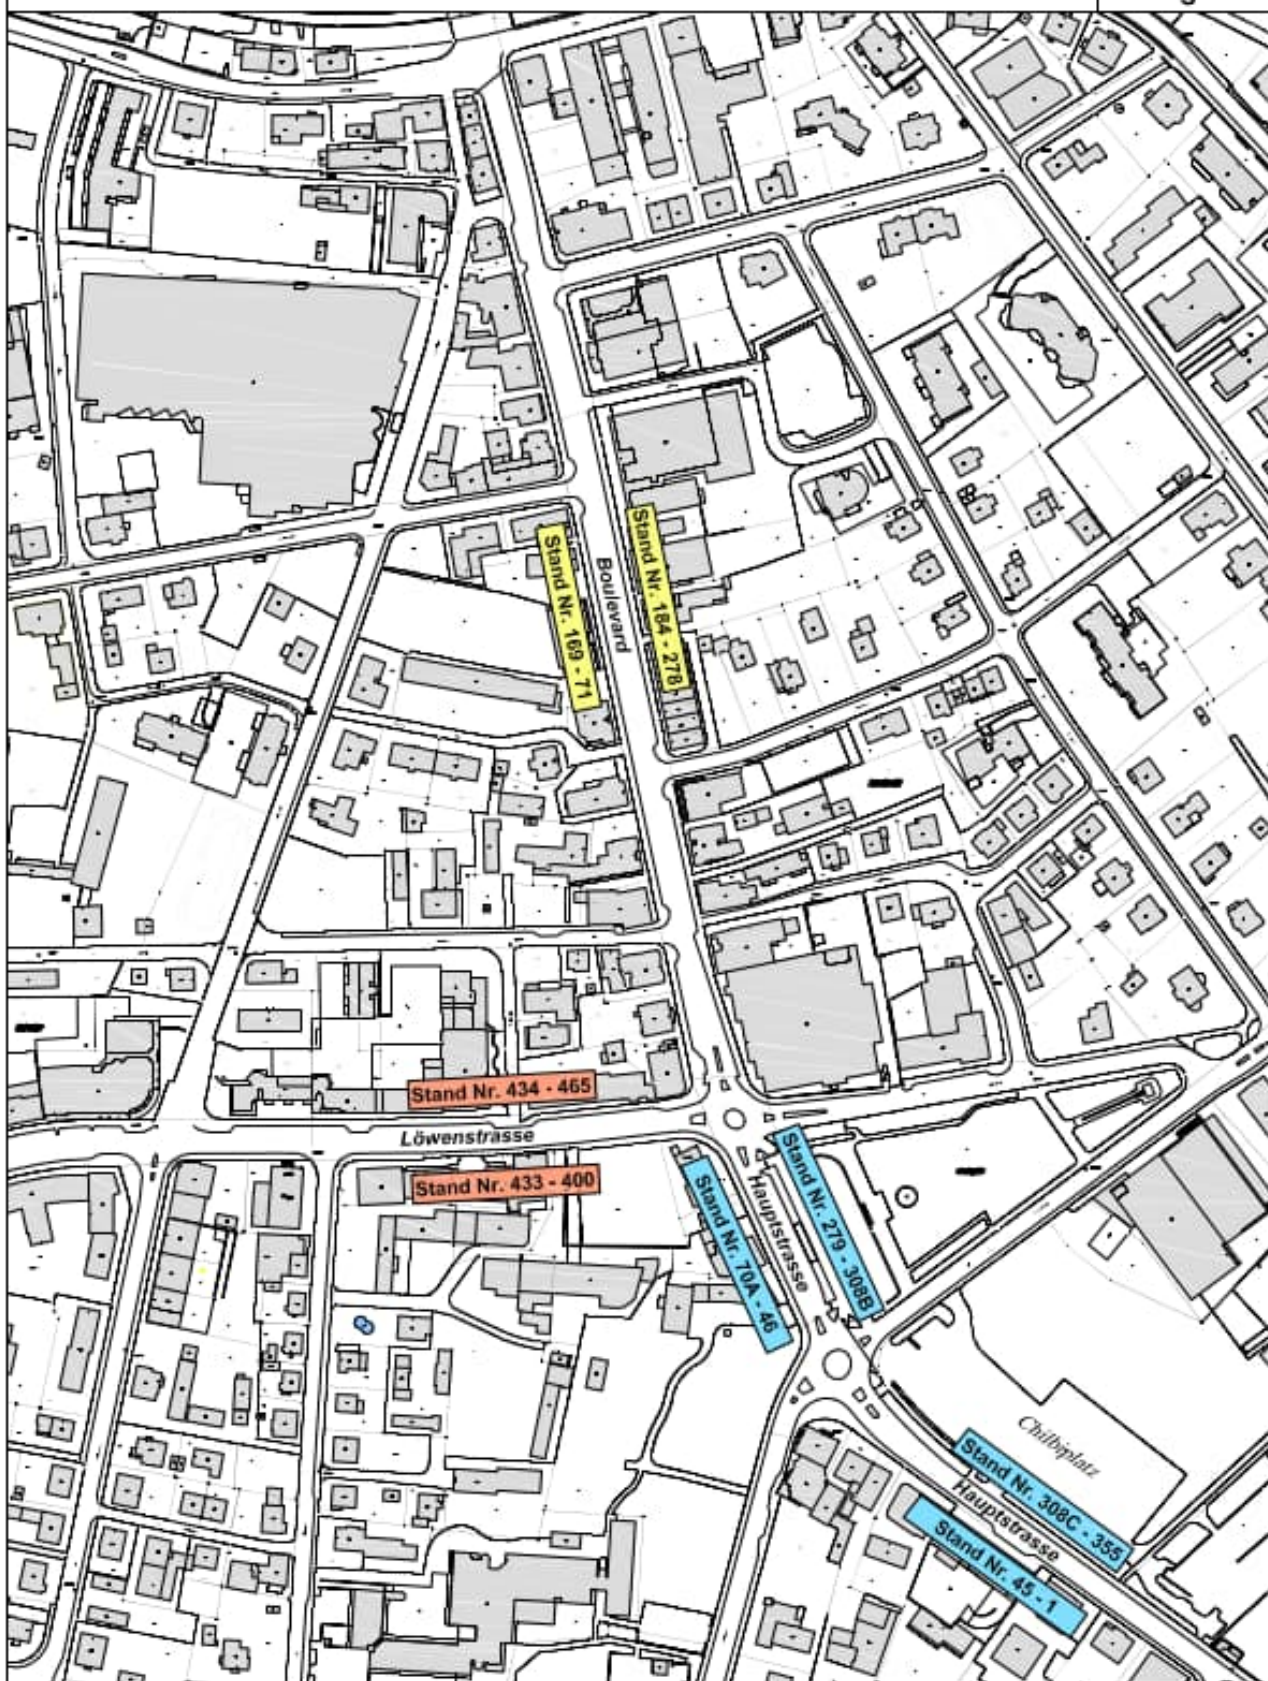 Stand Nr. 169 - 71
Boulevard
Stand Nr. 184 - 278
Stand Nr. 434 - 465
Löwenstrasse
Stand Nr. 433 - 400
Stand Nr. 70A - 46
Hauptstrasse
Stand Nr. 279 - 308B
Chilbiplatz
Stand Nr. 308C - 355
Hauptstrasse
Stand Nr. 45 - 1